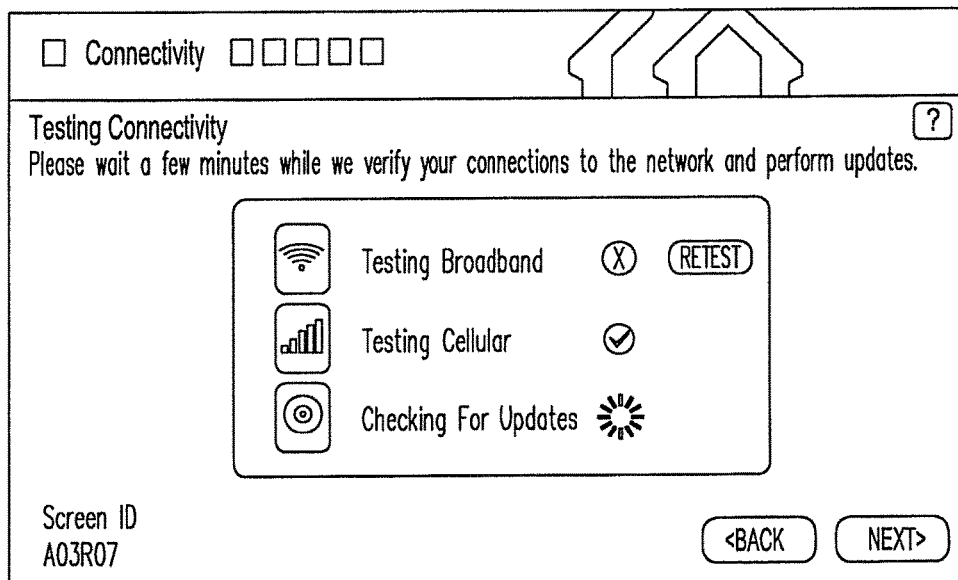 Connectivity
Testing Connectivity
?
Please wait a few minutes while we verify your connections to the network and perform updates.
Testing Broadband X RETEST
Testing Cellular
Checking For Updates
Screen ID
A03R07
<BACK NEXT>